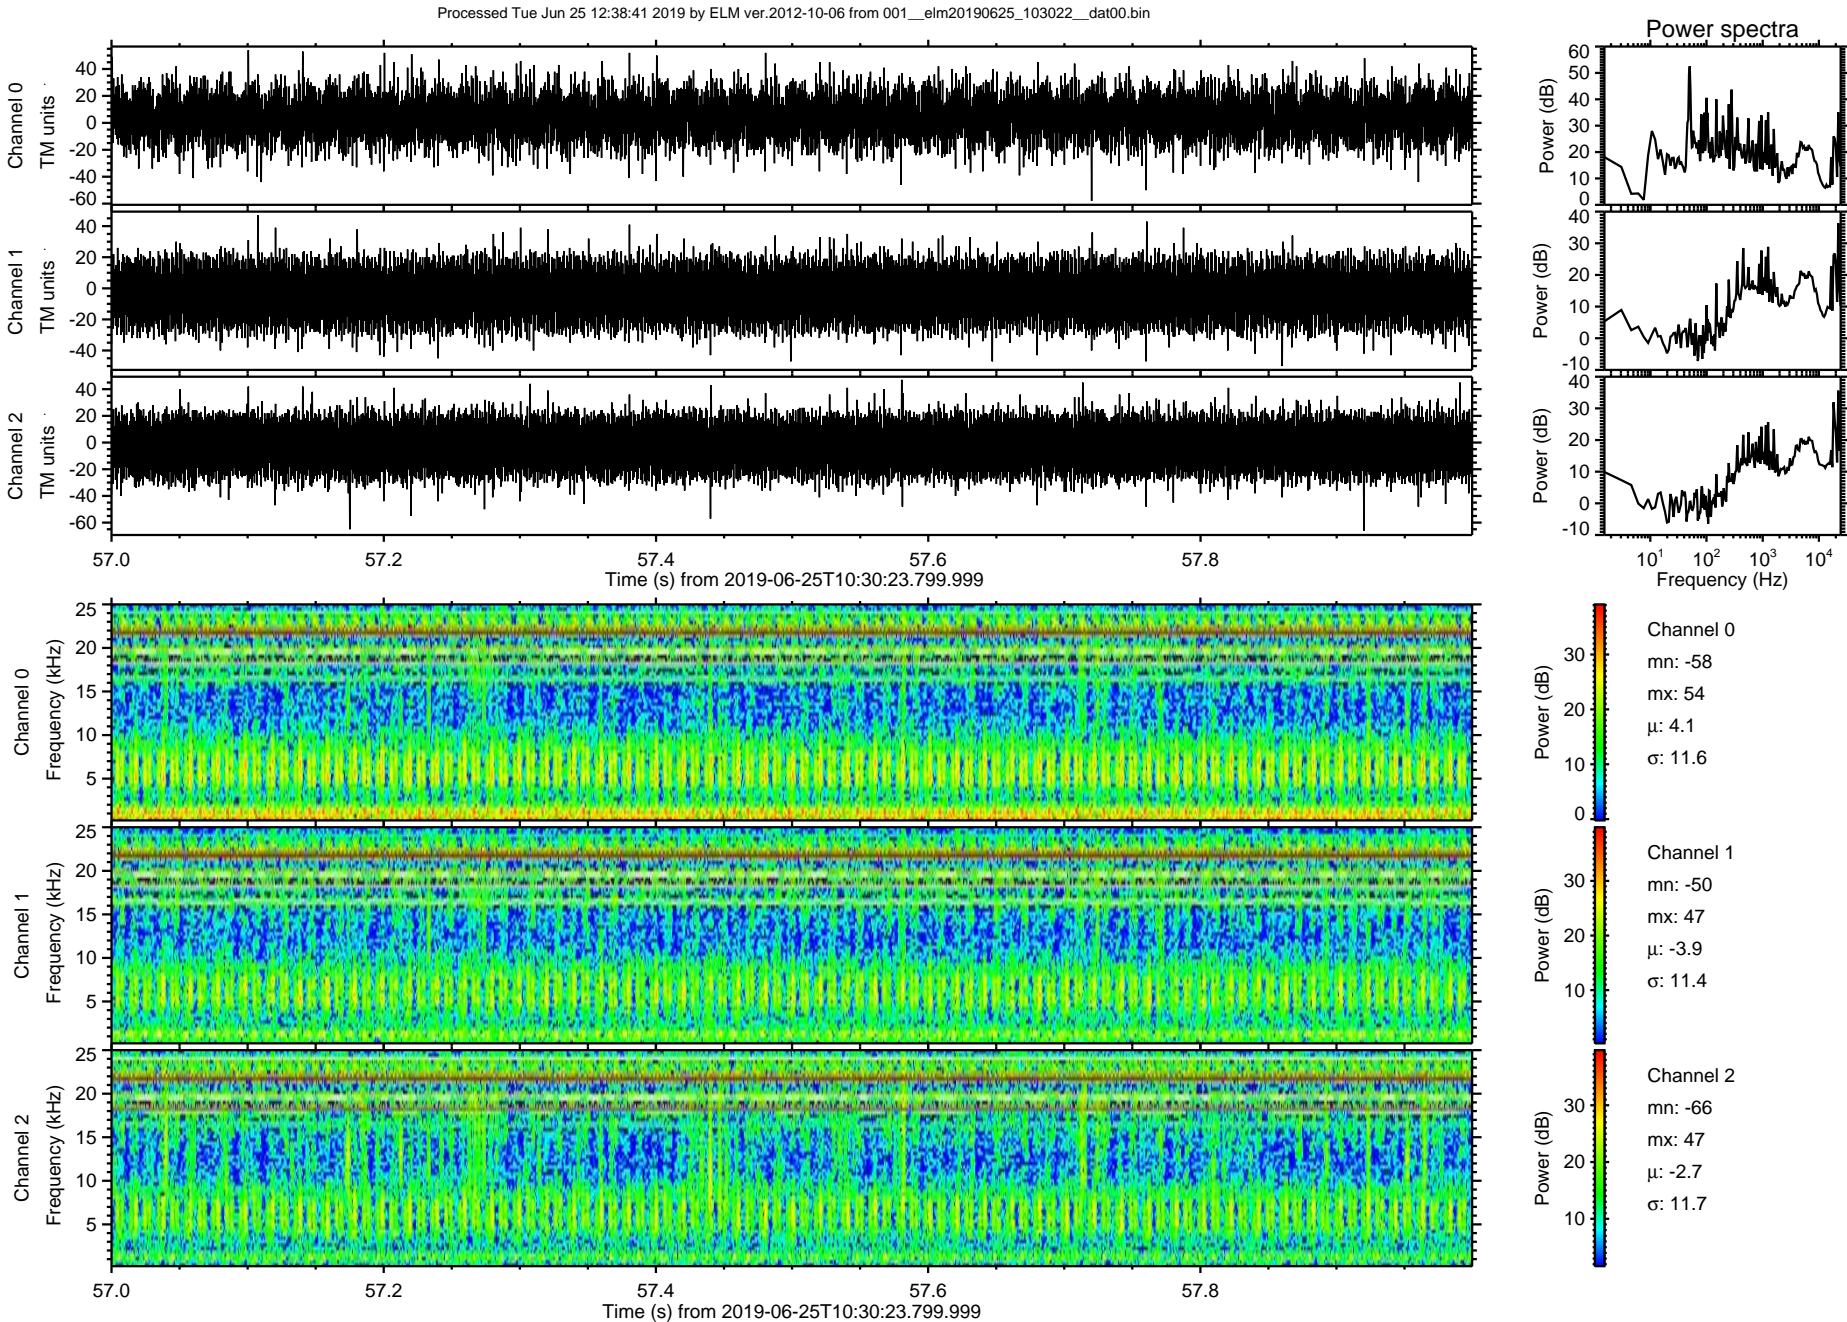 Processed Tue Jun 25 12:38:41 2019 by ELM ver.2012-10-06 from 001__elm20190625_103022__dat00.bin
Power spectra
Channel 0
TM units
40
20
0
-20
-40
-60
Power (dB)
60
50
40
30
20
10
0
Channel 1
TM units
40
20
0
-20
-40
Power (dB)
40
30
20
10
0
-10
Channel 2
TM units
40
20
0
-20
-40
-60
Power (dB)
40
30
20
10
0
-10
57.0 57.2 57.4 57.6 57.8
Time (s) from 2019-06-25T10:30:23.799.999
10^1 10^2 10^3 10^4
Frequency (Hz)
Channel 0
Frequency (kHz)
25
20
15
10
5
Power (dB)
30
20
10
0
Channel 0
mn: -58
mx: 54
μ: 4.1
σ: 11.6
Channel 1
Frequency (kHz)
25
20
15
10
5
Power (dB)
30
20
10
Channel 1
mn: -50
mx: 47
μ: -3.9
σ: 11.4
Channel 2
Frequency (kHz)
25
20
15
10
5
Power (dB)
30
20
10
Channel 2
mn: -66
mx: 47
μ: -2.7
σ: 11.7
57.0 57.2 57.4 57.6 57.8
Time (s) from 2019-06-25T10:30:23.799.999